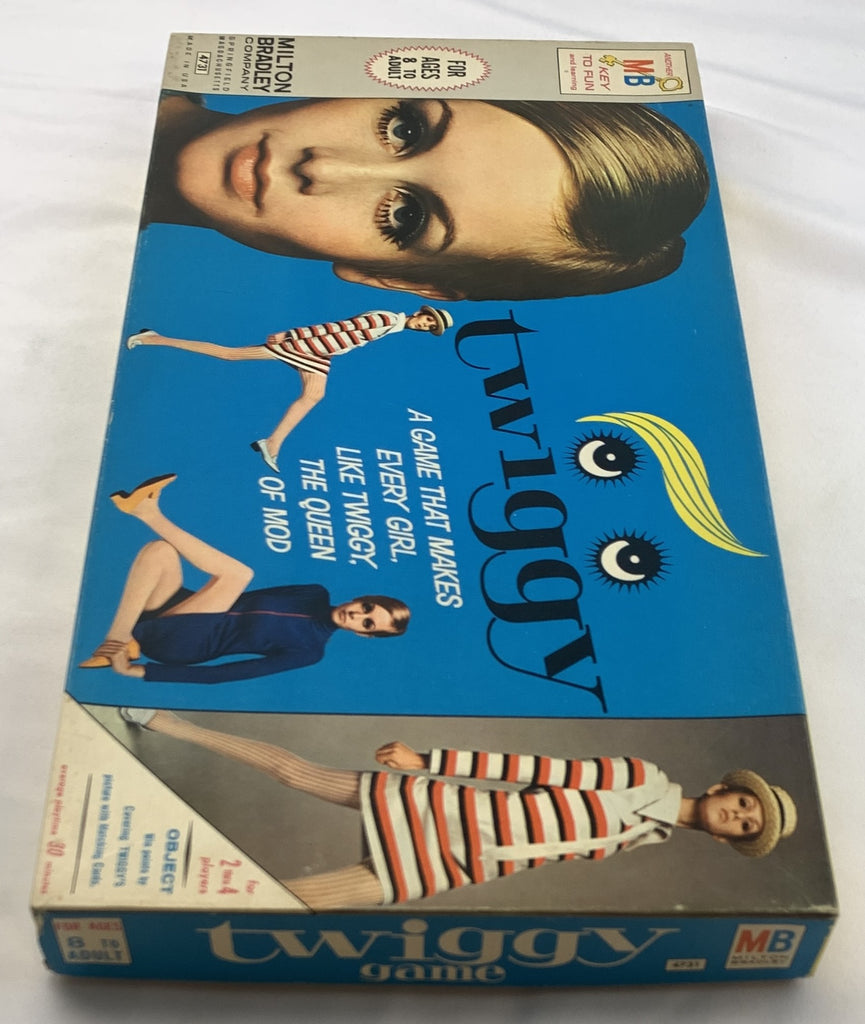 MILTON
BRADLEY
COMPANY
SPRINGFIELD
MASSACHUSETTS
4731
MADE IN USA
FOR
AGES
8 TO
ADULT
ANOTHER
MB
KEY
TO FUN
and learning
twiggy
A GAME THAT MAKES
EVERY GIRL,
LIKE TWIGGY,
THE QUEEN
OF MOD
for
2 TO 4
players
OBJECT
Win points by
Covering TWIGGY'S
picture with Matching Cards.
average playtime 30 minutes
FOR AGES
8 TO
ADULT
twiggy
game
4731
MB
MILTON
BRADLEY